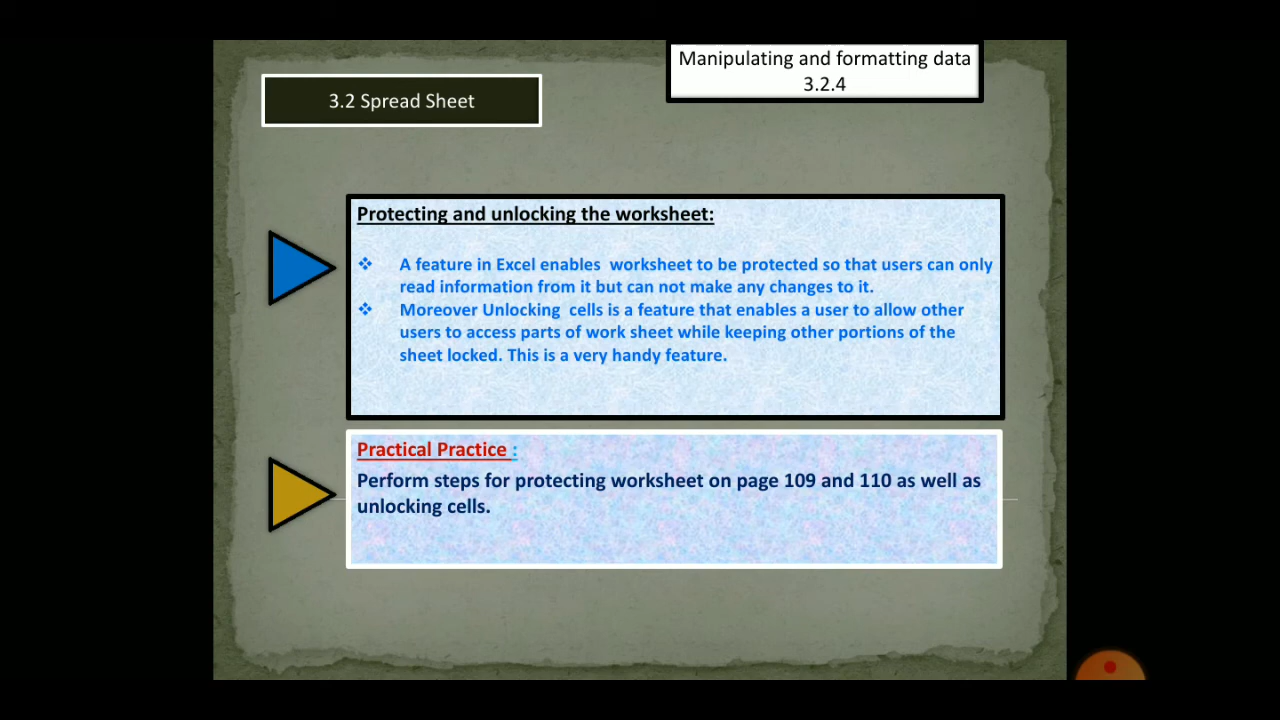 Manipulating and formatting data
3.2.4
3.2 Spread Sheet
Protecting and unlocking the worksheet:
❖ A feature in Excel enables worksheet to be protected so that users can only
read information from it but can not make any changes to it.
❖ Moreover Unlocking cells is a feature that enables a user to allow other
users to access parts of work sheet while keeping other portions of the
sheet locked. This is a very handy feature.
Practical Practice :
Perform steps for protecting worksheet on page 109 and 110 as well as
unlocking cells.